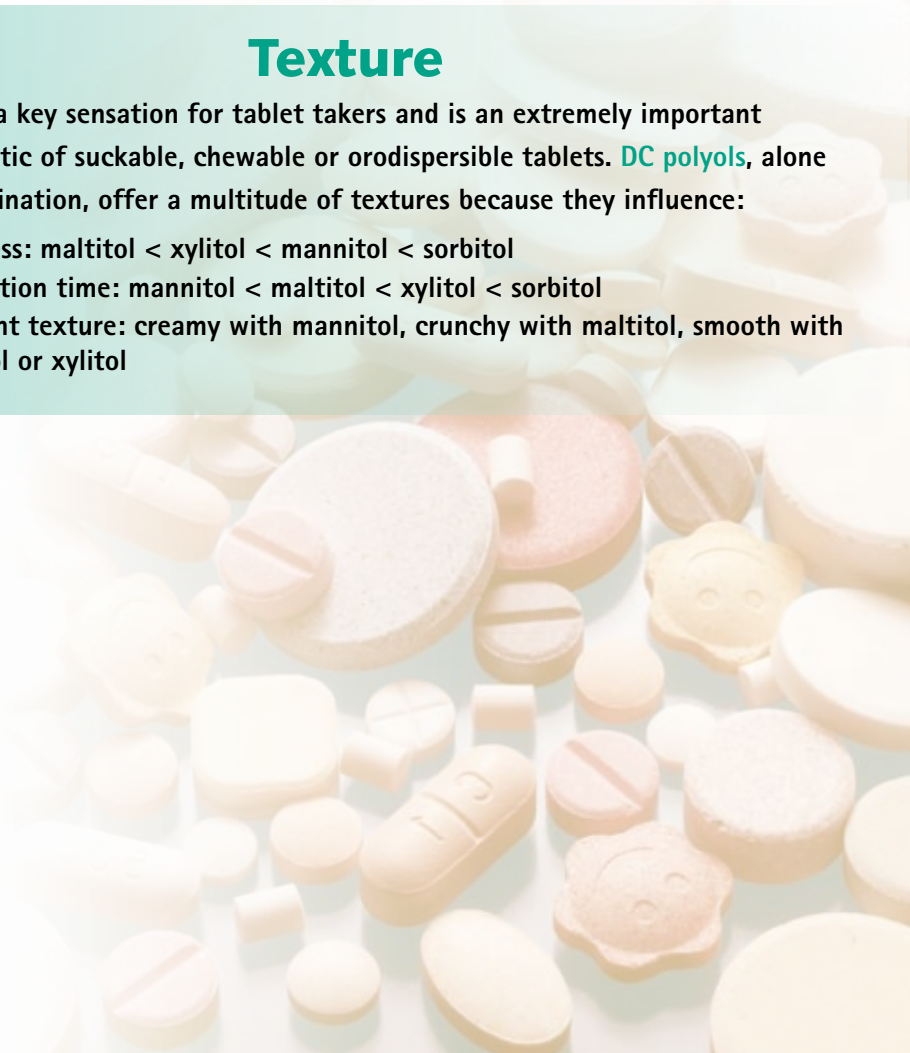 Texture
a key sensation for tablet takers and is an extremely important
tic of suckable, chewable or orodispersible tablets. DC polyols, alone
ination, offer a multitude of textures because they influence:
ss: maltitol < xylitol < mannitol < sorbitol
tion time: mannitol < maltitol < xylitol < sorbitol
nt texture: creamy with mannitol, crunchy with maltitol, smooth with
l or xylitol